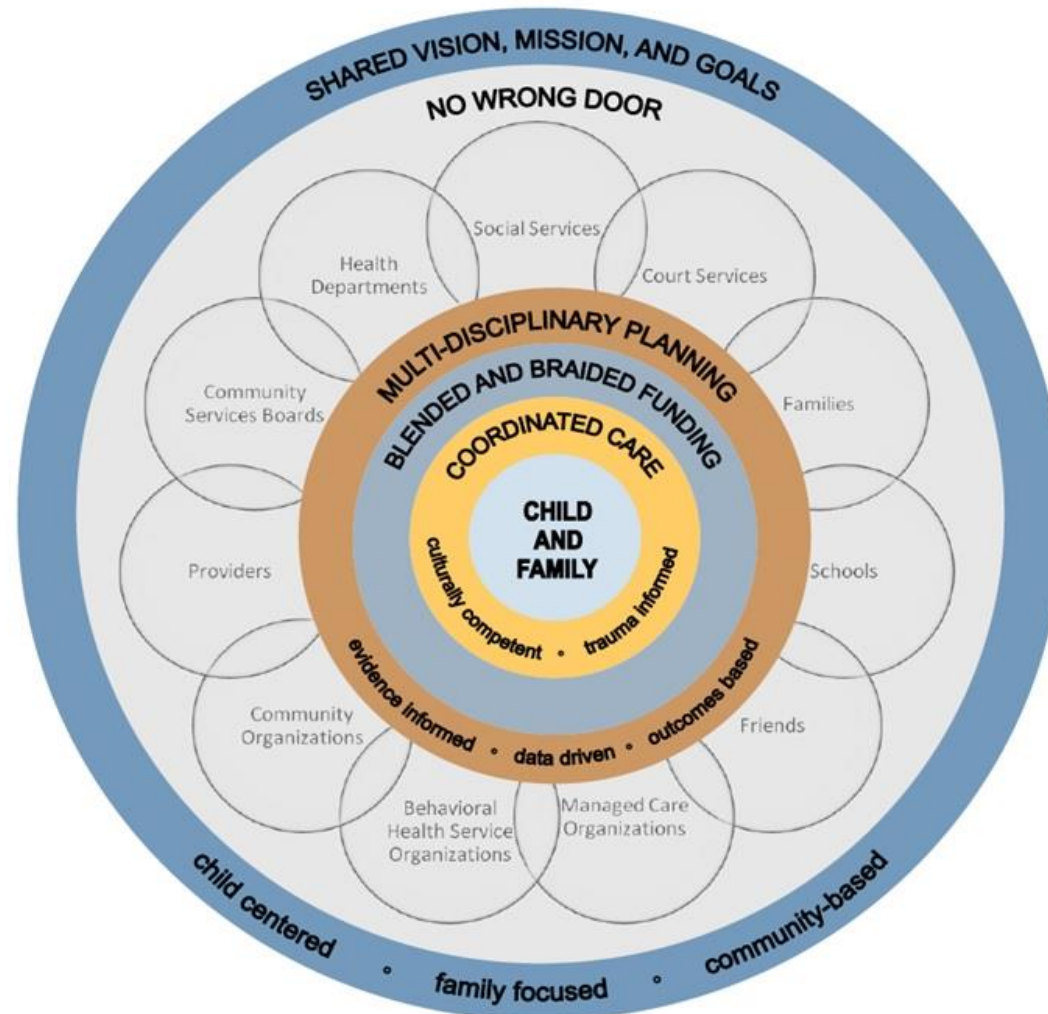 SHARED VISION, MISSION, AND GOALS
NO WRONG DOOR
Social Services
Health
Departments
Court Services
Community
Services Boards
Families
Providers
Schools
Community
Organizations
Friends
Behavioral
Health Service
Organizations
Managed Care
Organizations
MULTI-DISCIPLINARY PLANNING
BLENDED AND BRAIDED FUNDING
COORDINATED CARE
CHILD
AND
FAMILY
culturally competent ∘ trauma informed
evidence informed ∘ data driven ∘ outcomes based
child centered ∘ family focused ∘ community-based